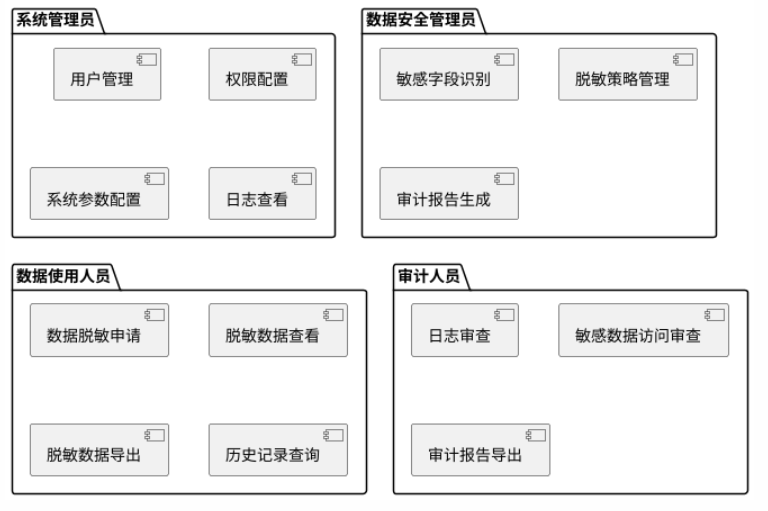 系统管理员
用户管理
权限配置
系统参数配置
日志查看
数据安全管理员
敏感字段识别
脱敏策略管理
审计报告生成
数据使用人员
数据脱敏申请
脱敏数据查看
脱敏数据导出
历史记录查询
审计人员
日志审查
敏感数据访问审查
审计报告导出